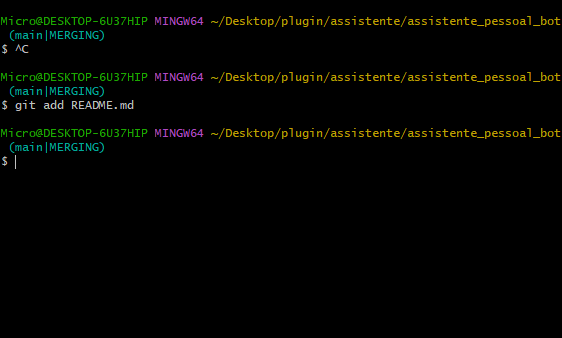 Micro@DESKTOP-6U37HIP MINGW64 ~/Desktop/plugin/assistente/assistente_pessoal_bot
(main|MERGING)
$ ^C
Micro@DESKTOP-6U37HIP MINGW64 ~/Desktop/plugin/assistente/assistente_pessoal_bot
(main|MERGING)
$ git add README.md
Micro@DESKTOP-6U37HIP MINGW64 ~/Desktop/plugin/assistente/assistente_pessoal_bot
(main|MERGING)
$